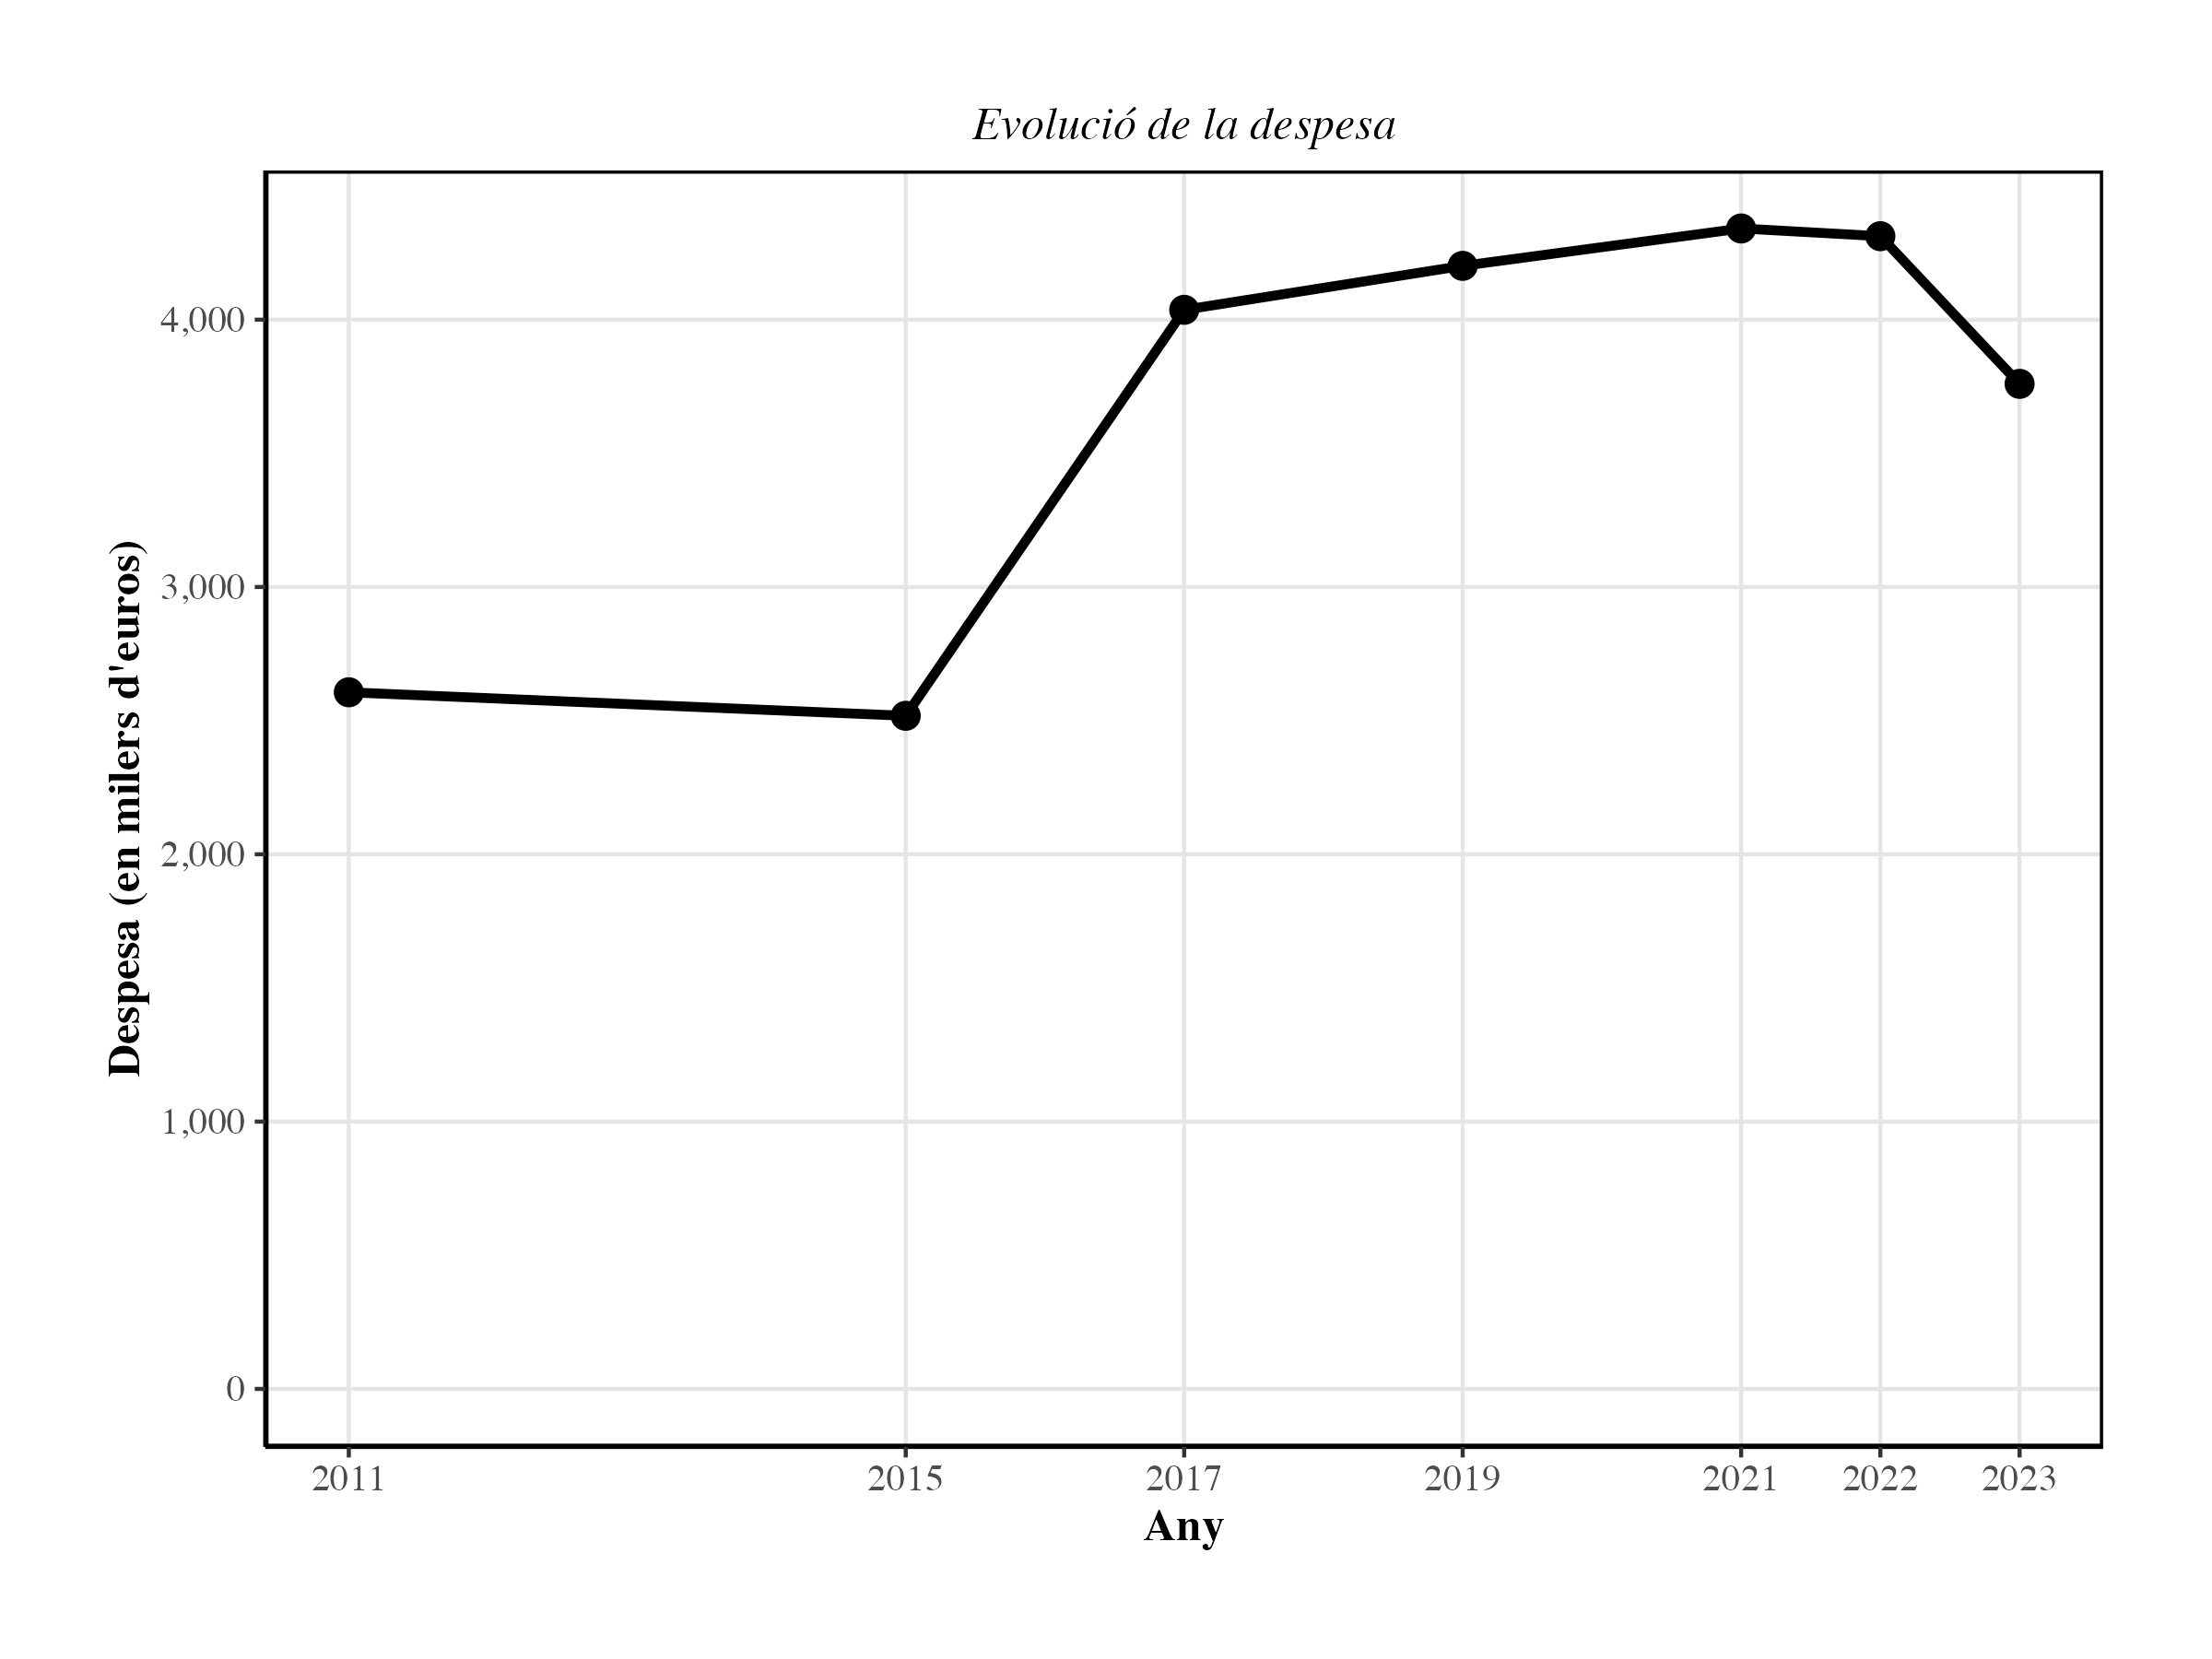 Evolució de la despesa
Despesa (en milers d'euros)
4,000
3,000
2,000
1,000
0
2011 2015 2017 2019 2021 2022 2023
Any